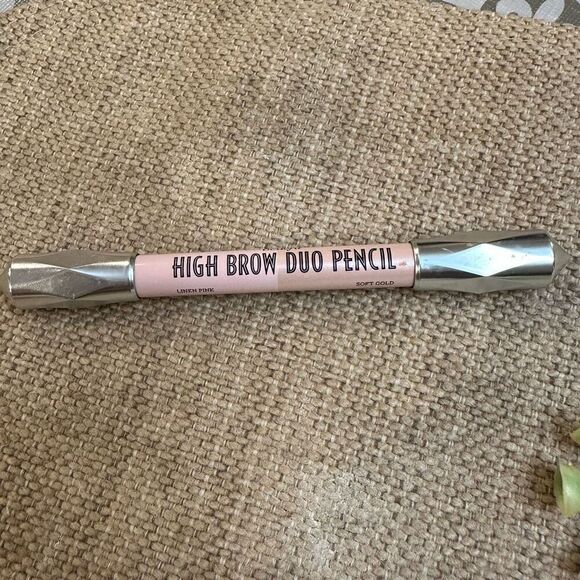 HIGH BROW DUO PENCIL
LINEN PINK SOFT GOLD